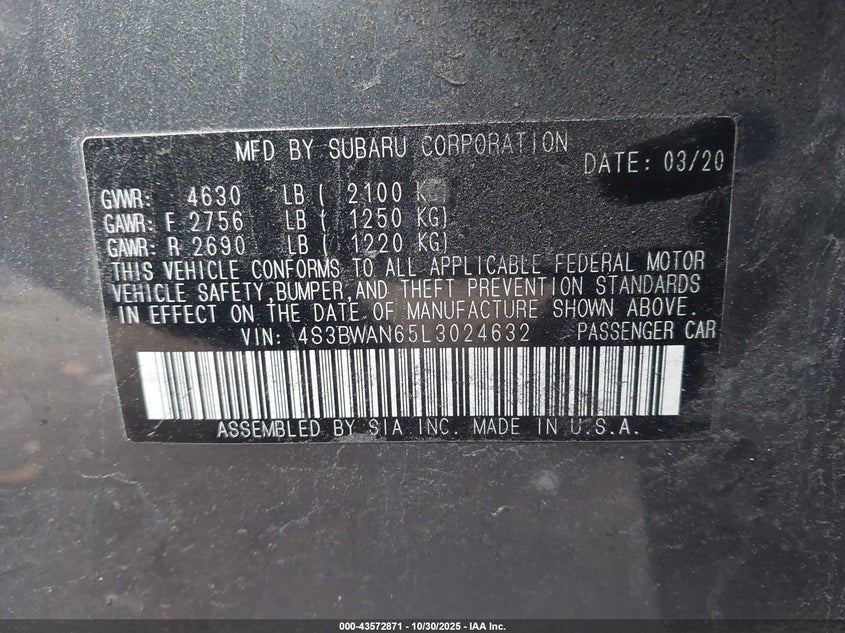 MFD BY SUBARU CORPORATION DATE: 03/20
GVWR: 4630 LB ( 2100 KG)
GAWR: F 2756 LB ( 1250 KG)
GAWR: R 2690 LB ( 1220 KG)
THIS VEHICLE CONFORMS TO ALL APPLICABLE FEDERAL MOTOR
VEHICLE SAFETY,BUMPER,AND THEFT PREVENTION STANDARDS
IN EFFECT ON THE DATE OF MANUFACTURE SHOWN ABOVE.
VIN: 4S3BWAN65L3024632 PASSENGER CAR
ASSEMBLED BY SIA INC. MADE IN U.S.A.
000-43572871 | 10/30/2025 | IAA Inc.